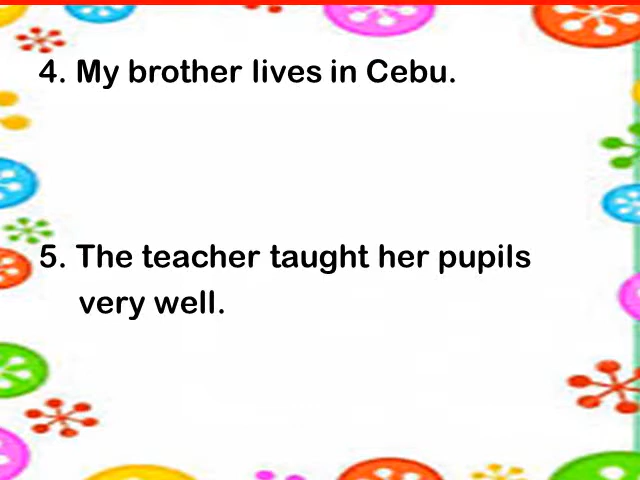 4. My brother lives in Cebu.
5. The teacher taught her pupils
very well.